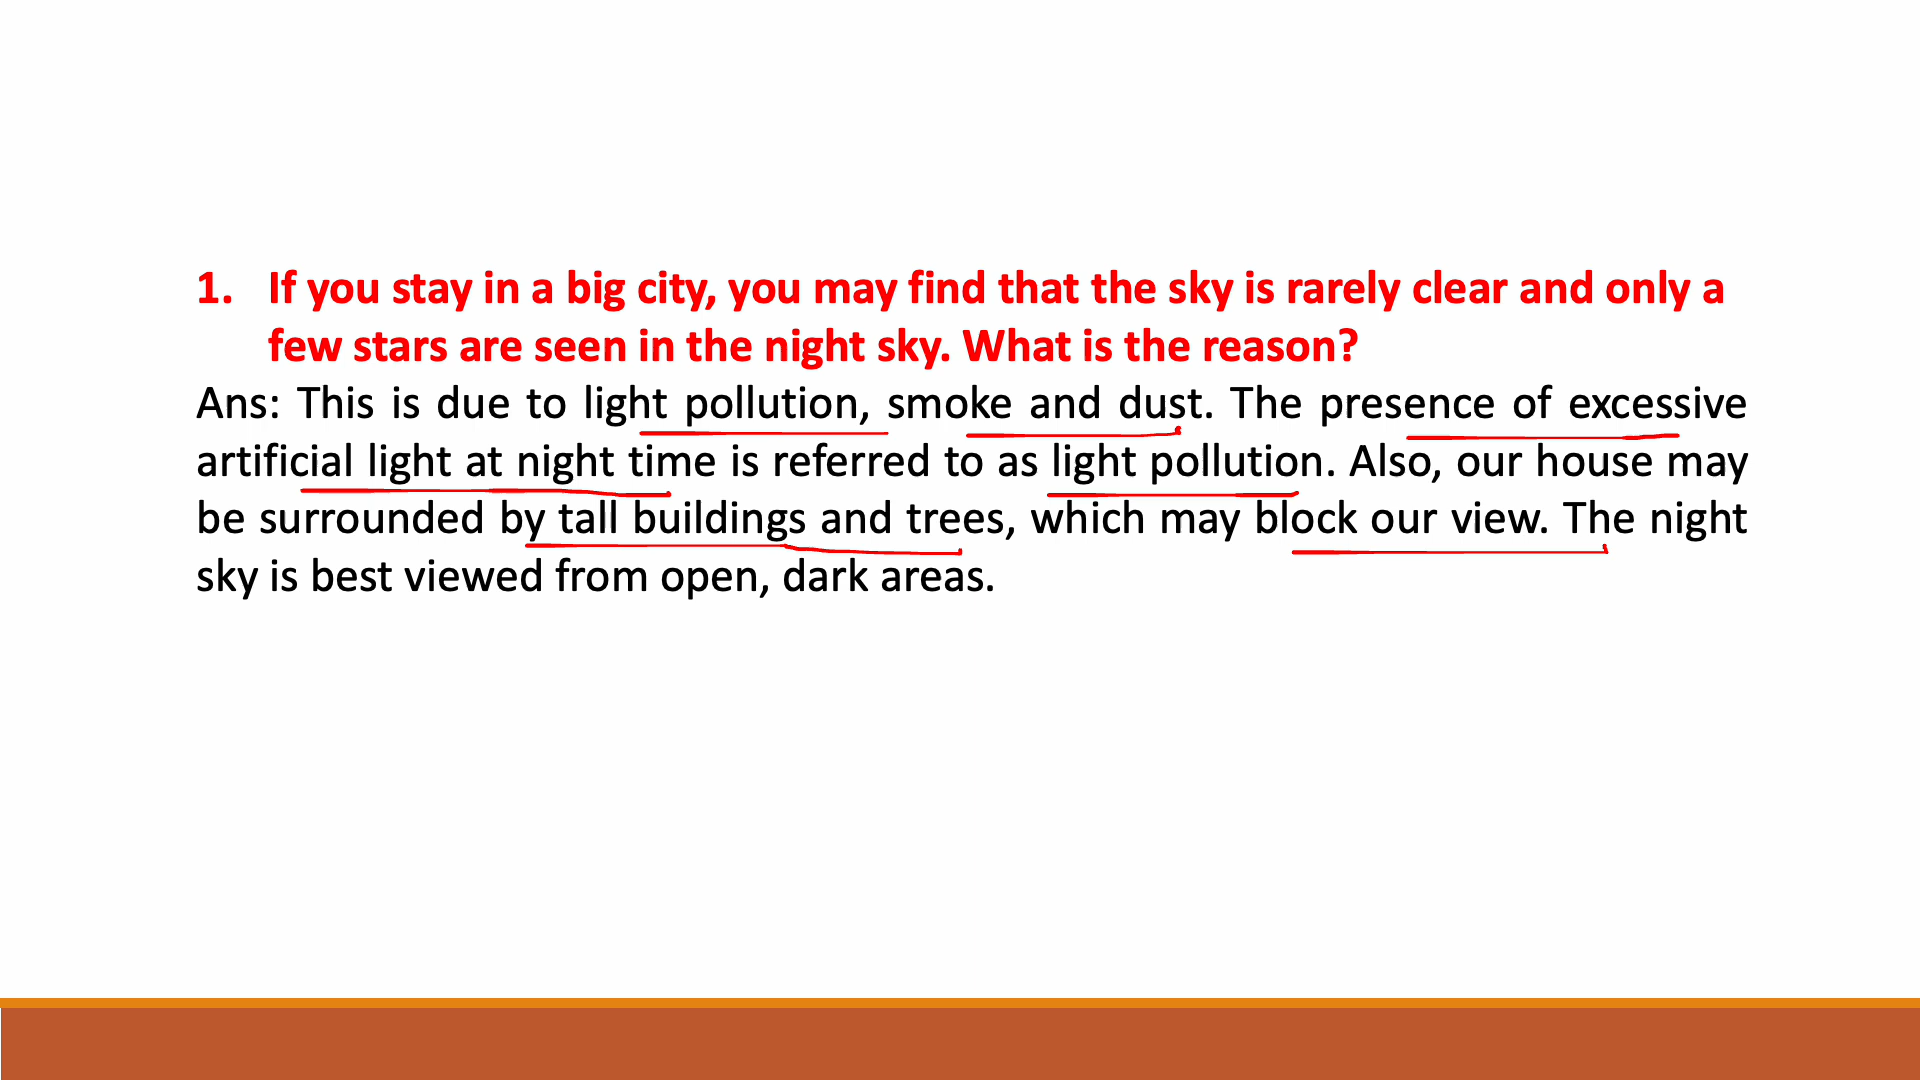 1. If you stay in a big city, you may find that the sky is rarely clear and only a
few stars are seen in the night sky. What is the reason?
Ans: This is due to light pollution, smoke and dust. The presence of excessive
artificial light at night time is referred to as light pollution. Also, our house may
be surrounded by tall buildings and trees, which may block our view. The night
sky is best viewed from open, dark areas.